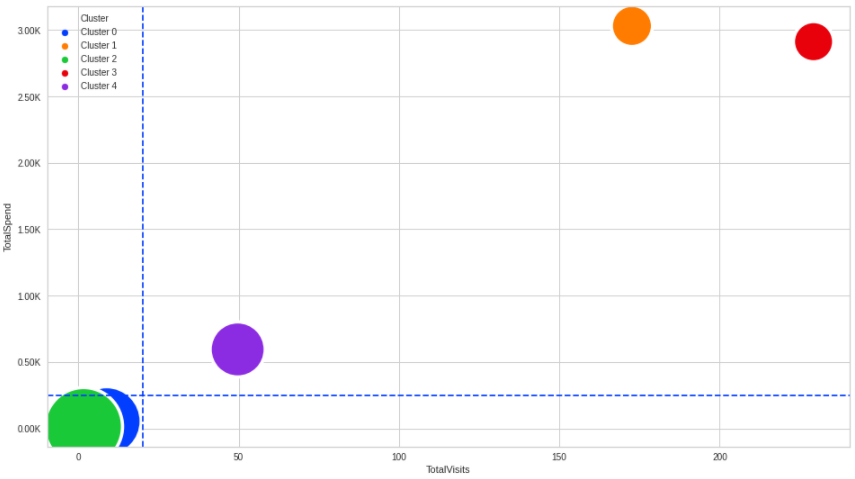 Cluster
Cluster 0
Cluster 1
Cluster 2
Cluster 3
Cluster 4
3.00K
2.50K
2.00K
1.50K
1.00K
0.50K
0.00K
TotalSpend
0 50 100 150 200
TotalVisits